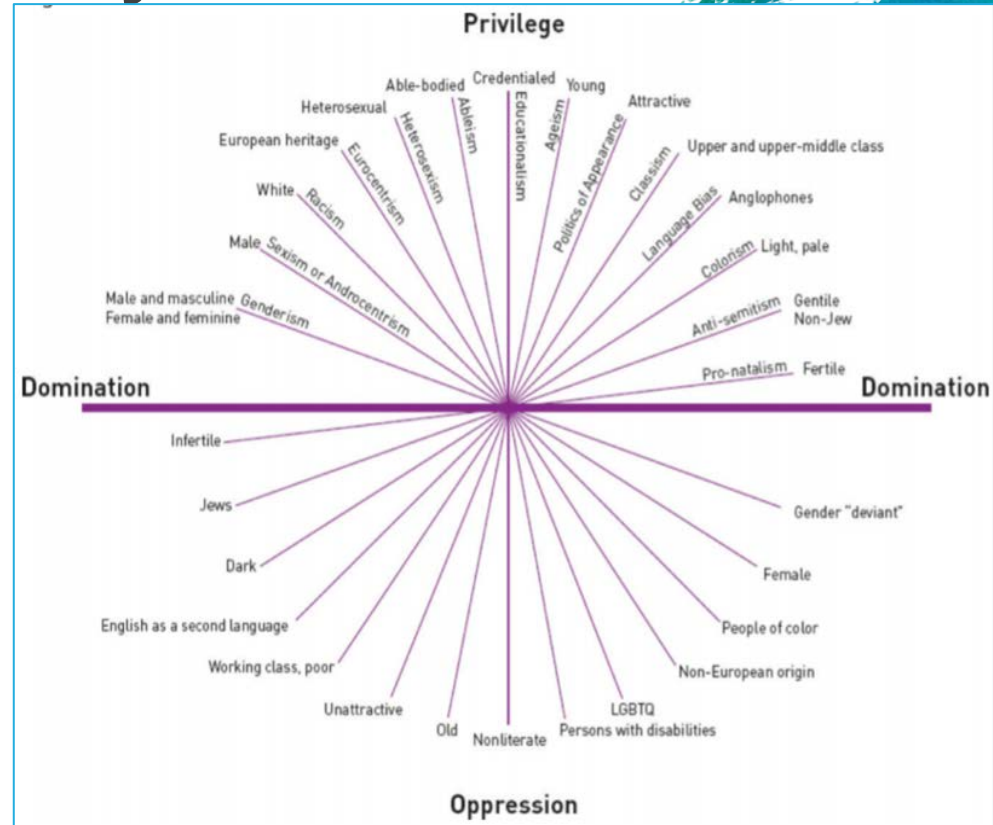 Privilege
Credentialed
Able-bodied
Young
Attractive
Heterosexual
European heritage
Upper and upper-middle class
White
Anglophones
Male
Light, pale
Male and masculine
Female and feminine
Gentile
Non-Jew
Fertile
Genderism
Sexism or Androcentrism
Racism
Eurocentrism
Heterosexism
Ableism
Educationalism
Ageism
Politics of Appearance
Classism
Language Bias
Colorism
Anti-semitism
Pro-natalism
Domination
Domination
Infertile
Jews
Dark
English as a second language
Working class, poor
Unattractive
Old
Nonliterate
Persons with disabilities
LGBTQ
Non-European origin
People of color
Female
Gender "deviant"
Oppression